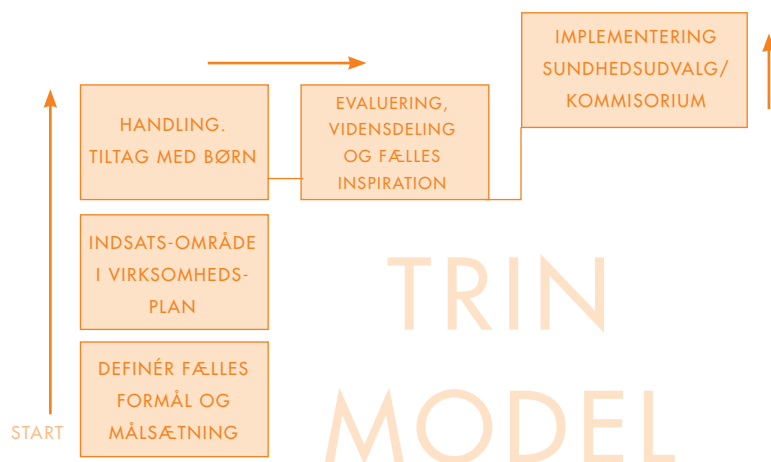 IMPLEMENTERING
SUNDHEDSUDVALG/
KOMMISORIUM
HANDLING.
TILTAG MED BØRN
EVALUERING,
VIDENSDELING
OG FÆLLES
INSPIRATION
INDSATS-OMRÅDE
I VIRKSOMHEDS-
PLAN
DEFINÉR FÆLLES
FORMÅL OG
MÅLSÆTNING
START
TRIN
MODEL